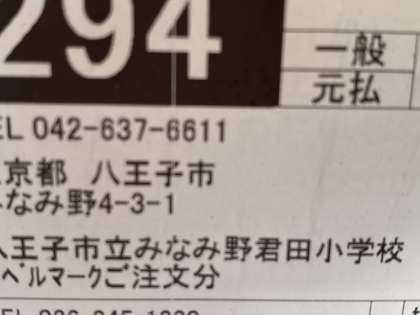 294
一般
元払
EL 042-637-6611
京都 八王子市
なみ野4-3-1
八王子市立みなみ野君田小学校
ﾍﾞﾙﾏｰｸご注文分